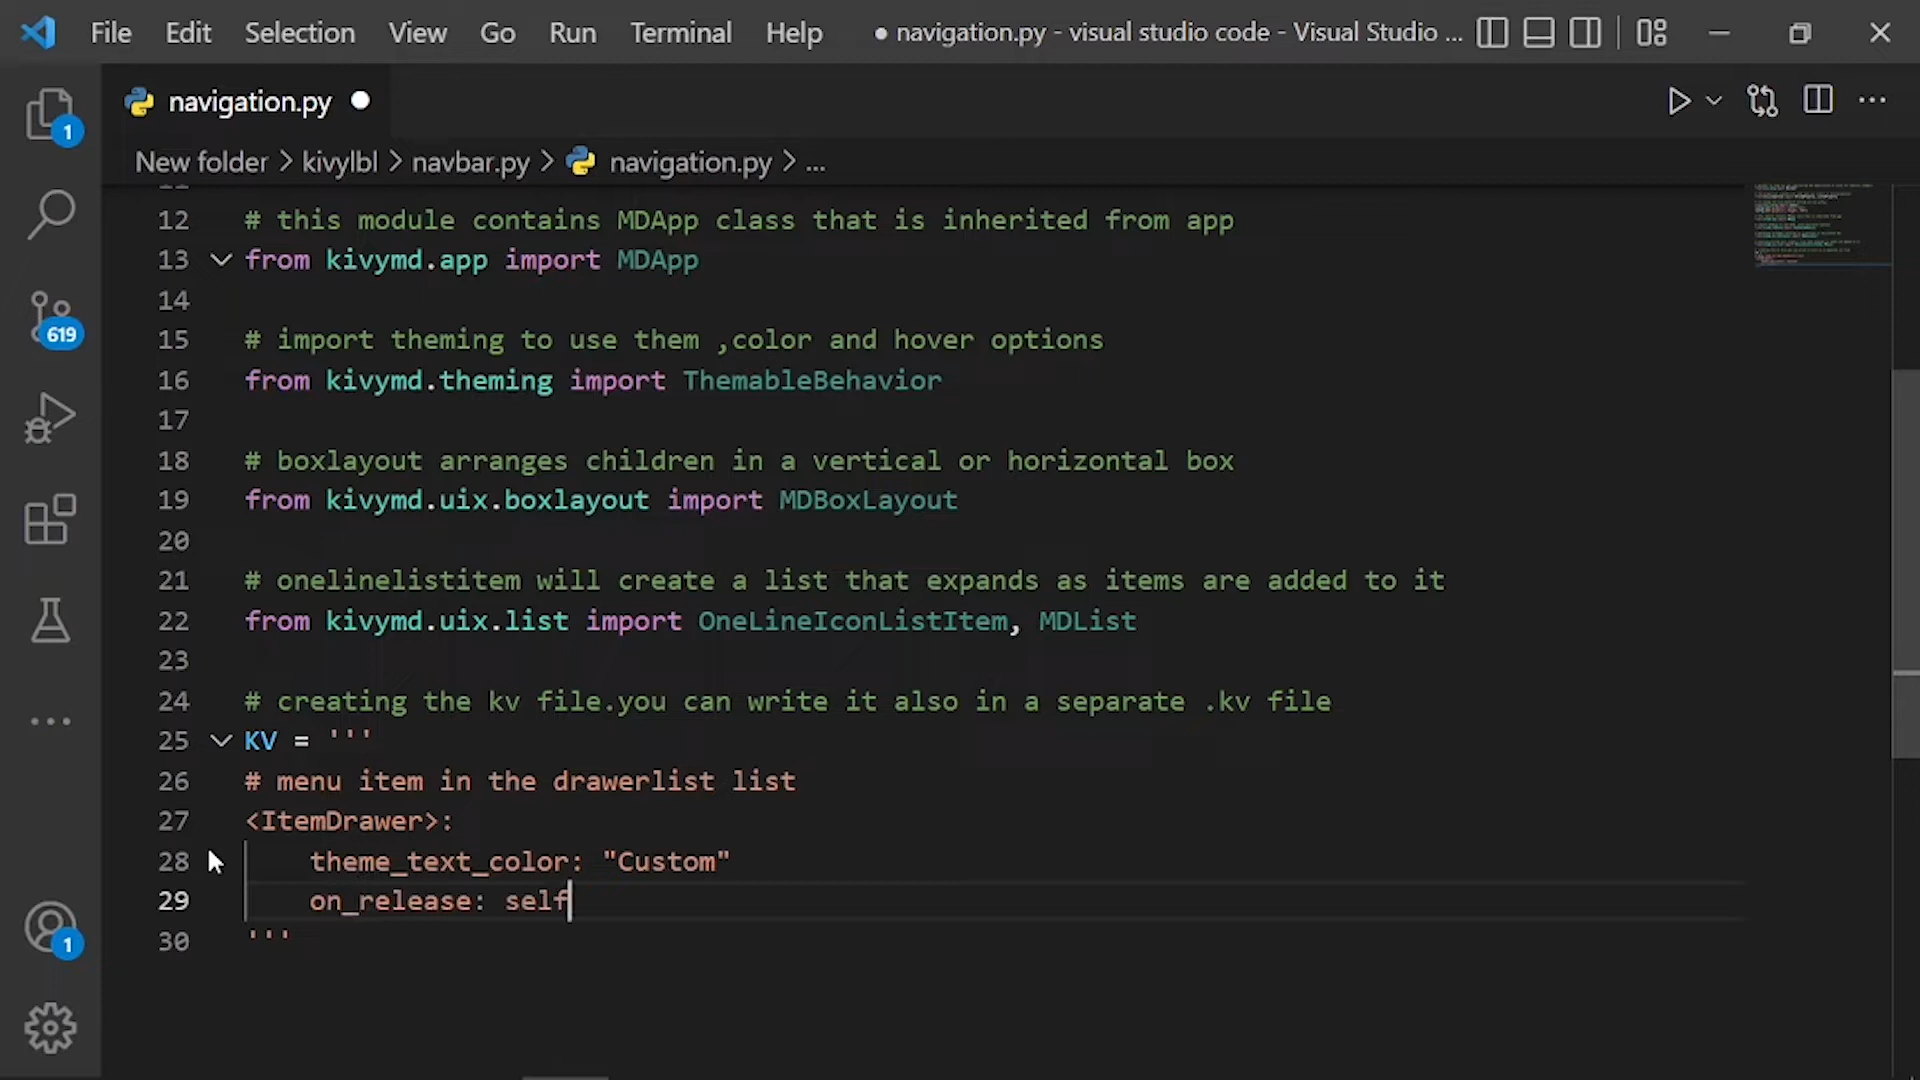 File Edit Selection View Go Run Terminal Help ● navigation.py - visual studio code - Visual Studio ...
navigation.py
1
New folder > kivylbl > navbar.py > navigation.py > ...
12 # this module contains MDApp class that is inherited from app
13 from kivymd.app import MDApp
14
619
15 # import theming to use them ,color and hover options
16 from kivymd.theming import ThemableBehavior
17
18 # boxlayout arranges children in a vertical or horizontal box
19 from kivymd.uix.boxlayout import MDBoxLayout
20
21 # onelinelistitem will create a list that expands as items are added to it
22 from kivymd.uix.list import OneLineIconListItem, MDList
23
24 # creating the kv file.you can write it also in a separate .kv file
25 KV = '''
26 # menu item in the drawerlist list
27 <ItemDrawer>:
28 theme_text_color: "Custom"
29 on_release: self
30 '''
1